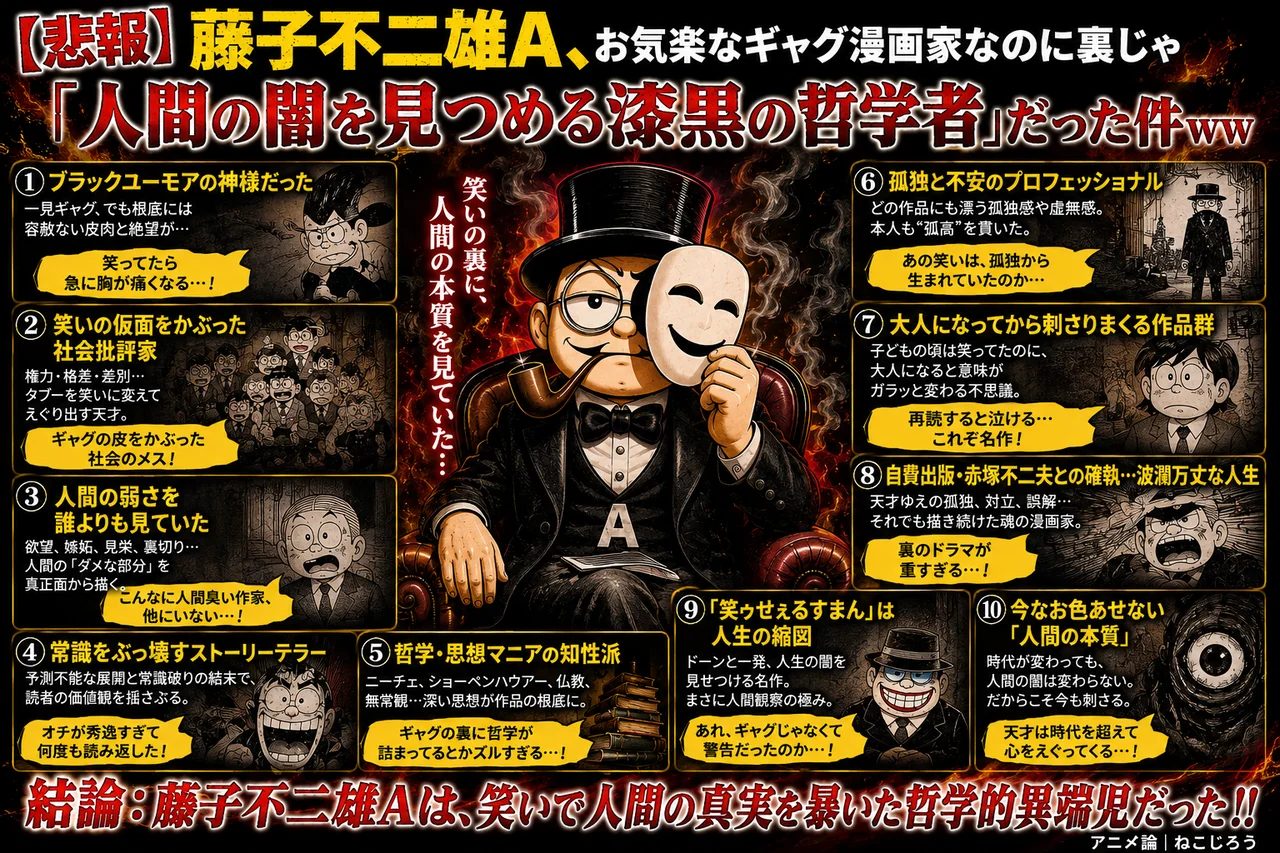 【悲報】藤子不二雄A、お気楽なギャグ漫画家なのに裏じゃ
「人間の闇を見つめる漆黒の哲学者」だった件ww
① ブラックユーモアの神様だった
一見ギャグ、でも根底には
容赦ない皮肉と絶望が…
笑ってたら
急に胸が痛くなる…！
② 笑いの仮面をかぶった
社会批評家
権力・格差・差別…
タブーを笑いに変えて
えぐり出す天才。
ギャグの皮をかぶった
社会のメス！
③ 人間の弱さを
誰よりも見ていた
欲望、嫉妬、見栄、裏切り…
人間の「ダメな部分」を
真正面から描く。
こんなに人間臭い作家、
他にいない…！
④ 常識をぶっ壊すストーリーテラー
予測不能な展開と常識破りの結末で、
読者の価値観を揺さぶる。
オチが秀逸すぎて
何度も読み返した！
⑤ 哲学・思想マニアの知性派
ニーチェ、ショーペンハウアー、仏教、
無常観…深い思想が作品の根底に。
ギャグの裏に哲学が
詰まってるとかズルすぎる…！
笑いの裏に、
人間の本質を見ていた…
A
⑥ 孤独と不安のプロフェッショナル
どの作品にも漂う孤独感や虚無感。
本人も“孤高”を貫いた。
あの笑いは、孤独から
生まれていたのか…
⑦ 大人になってから刺さりまくる作品群
子どもの頃は笑ってたのに、
大人になると意味が
ガラッと変わる不思議。
再読すると泣ける…
これぞ名作！
⑧ 自費出版・赤塚不二夫との確執…波瀾万丈な人生
天才ゆえの孤独、対立、誤解…
それでも描き続けた魂の漫画家。
裏のドラマが
重すぎる…！
⑨ 「笑ゥせぇるすまん」は
人生の縮図
ドーンと一発、人生の闇を
見せつける名作。
まさに人間観察の極み。
あれ、ギャグじゃなくて
警告だったのか…！
⑩ 今なお色あせない
「人間の本質」
時代が変わっても、
人間の闇は変わらない。
だからこそ今も刺さる。
天才は時代を超えて
心をえぐってくる…！
結論：藤子不二雄Aは、笑いで人間の真実を暴いた哲学的異端児だった!!
アニメ論｜ねこじろう